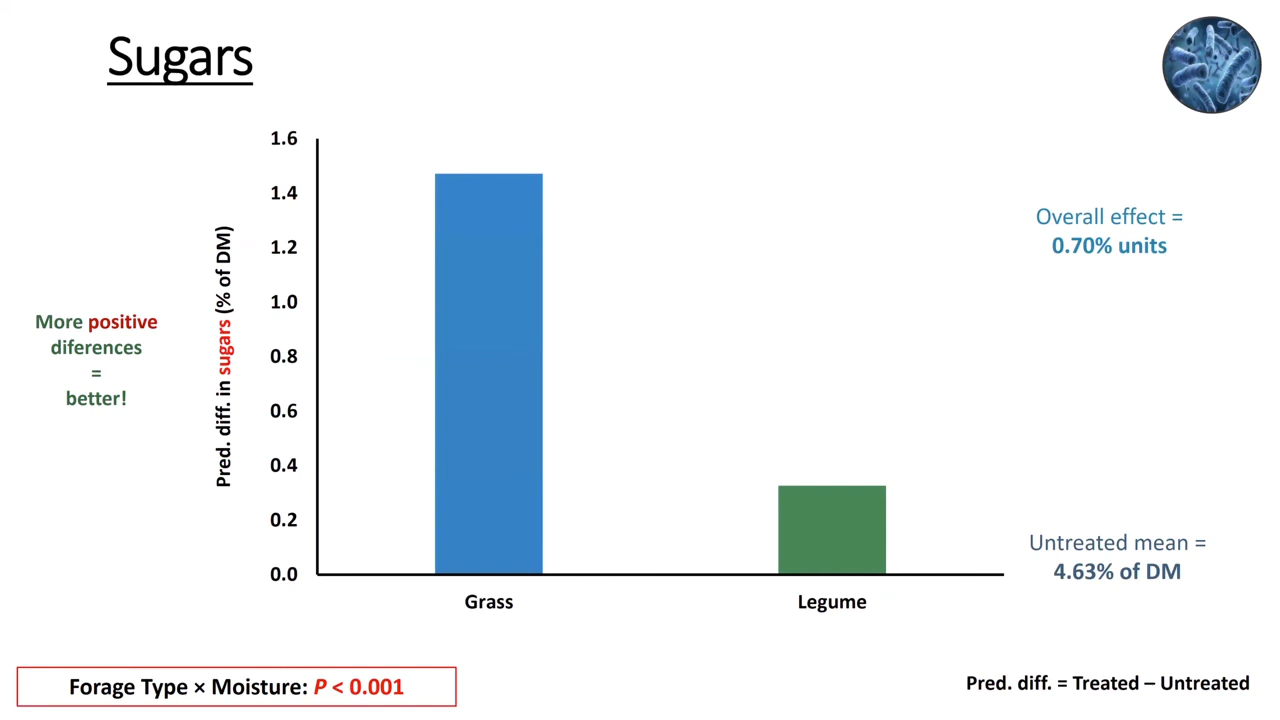 Sugars
More positive
diferences
=
better!
Pred. diff. in sugars (% of DM)
1.6
1.4
1.2
1.0
0.8
0.6
0.4
0.2
0.0
Grass
Legume
Overall effect =
0.70% units
Untreated mean =
4.63% of DM
Forage Type × Moisture: P < 0.001
Pred. diff. = Treated – Untreated